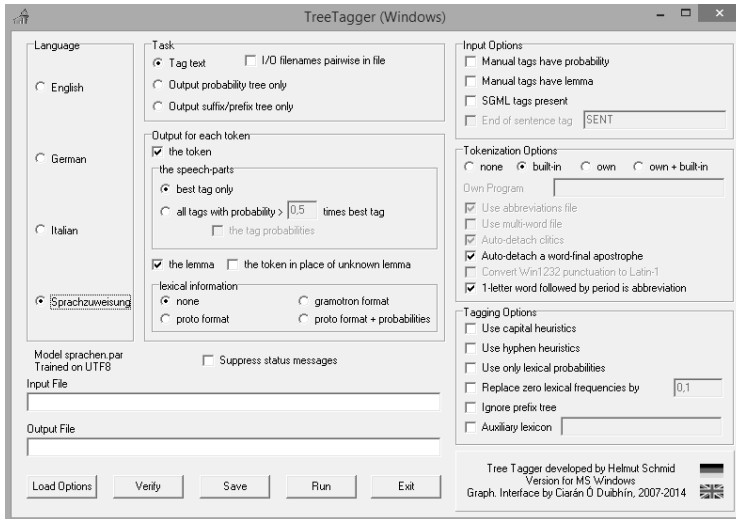 TreeTagger (Windows)
Language
English
German
Italian
Sprachzuweisung
Model sprachen.par
Trained on UTF8
Task
Tag text
I/O filenames pairwise in file
Output probability tree only
Output suffix/prefix tree only
Output for each token
the token
the speech-parts
best tag only
all tags with probability > 0,5 times best tag
the tag probabilities
the lemma
the token in place of unknown lemma
lexical information
none
gramotron format
proto format
proto format + probabilities
Suppress status messages
Input File
Output File
Load Options
Verify
Save
Run
Exit
Input Options
Manual tags have probability
Manual tags have lemma
SGML tags present
End of sentence tag SENT
Tokenization Options
none
built-in
own
own + built-in
Own Program
Use abbreviations file
Use multi-word file
Auto-detach clitics
Auto-detach a word-final apostrophe
Convert Win1232 punctuation to Latin-1
1-letter word followed by period is abbreviation
Tagging Options
Use capital heuristics
Use hyphen heuristics
Use only lexical probabilities
Replace zero lexical frequencies by 0,1
Ignore prefix tree
Auxiliary lexicon
Tree Tagger developed by Helmut Schmid
Version for MS Windows
Graph. Interface by Ciarán Ó Duibhín, 2007-2014